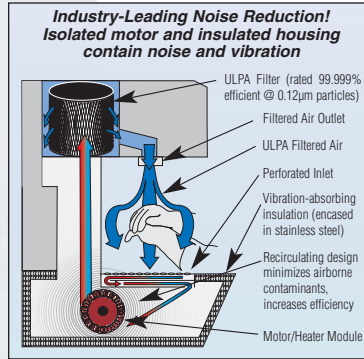 Industry-Leading Noise Reduction!
Isolated motor and insulated housing
contain noise and vibration
ULPA Filter (rated 99.999%
efficient @ 0.12µm particles)
Filtered Air Outlet
ULPA Filtered Air
Perforated Inlet
Vibration-absorbing
insulation (encased
in stainless steel)
Recirculating design
minimizes airborne
contaminants,
increases efficiency
Motor/Heater Module